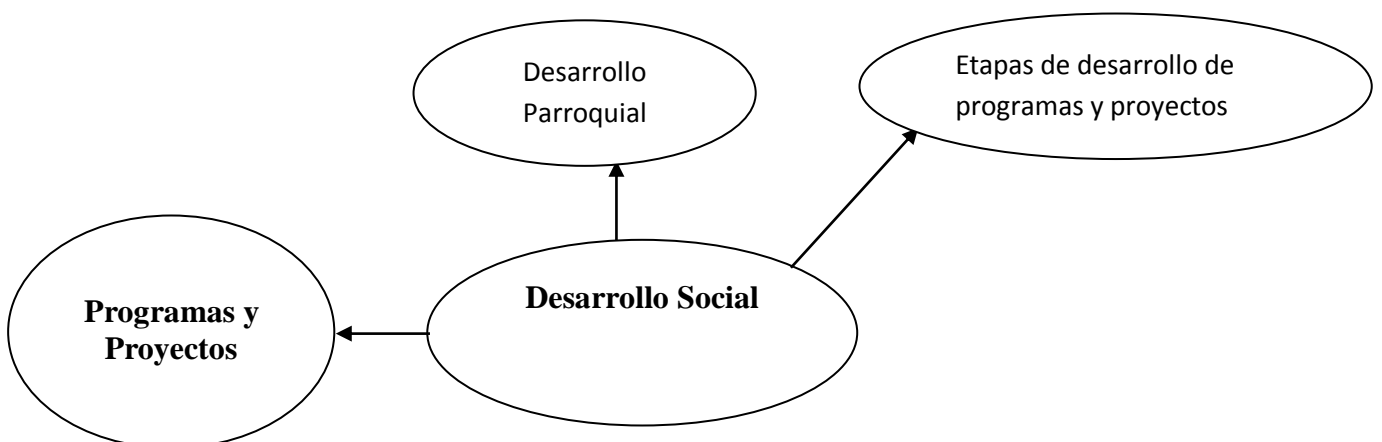 Desarrollo
Parroquial
Etapas de desarrollo de
programas y proyectos
Programas y
Proyectos
Desarrollo Social